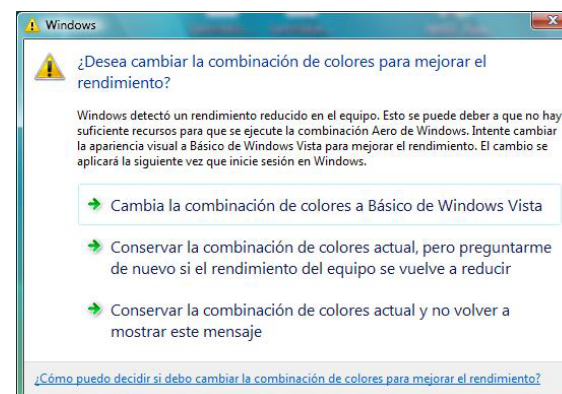 Windows
¿Desea cambiar la combinación de colores para mejorar el
rendimiento?
Windows detectó un rendimiento reducido en el equipo. Esto se puede deber a que no hay
suficiente recursos para que se ejecute la combinación Aero de Windows. Intente cambiar
la apariencia visual a Básico de Windows Vista para mejorar el rendimiento. El cambio se
aplicará la siguiente vez que inicie sesión en Windows.
Cambia la combinación de colores a Básico de Windows Vista
Conservar la combinación de colores actual, pero preguntarme
de nuevo si el rendimiento del equipo se vuelve a reducir
Conservar la combinación de colores actual y no volver a
mostrar este mensaje
¿Cómo puedo decidir si debo cambiar la combinación de colores para mejorar el rendimiento?